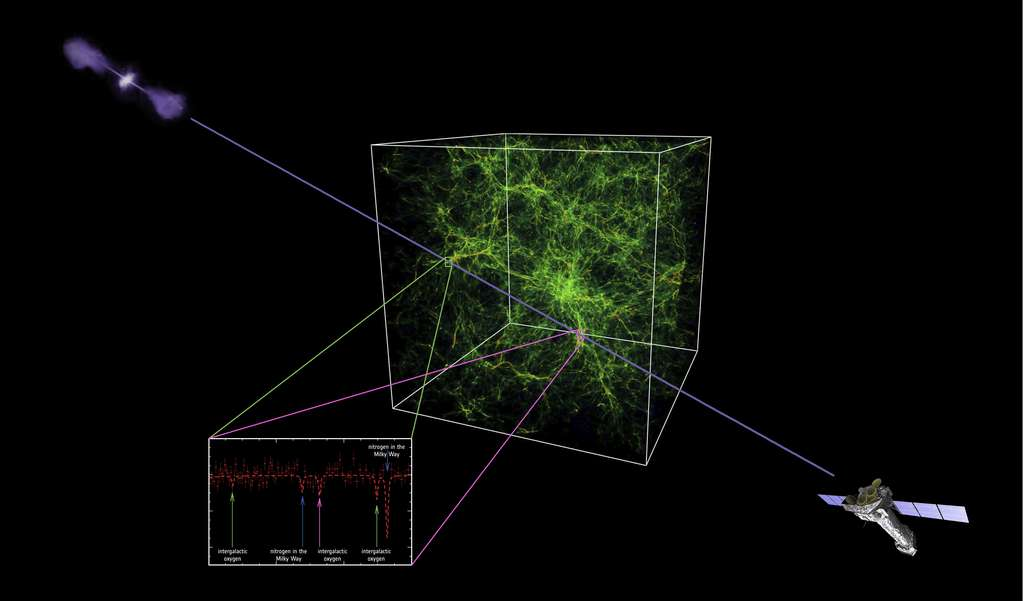 nitrogen in the
Milky Way
intergalactic
oxygen
nitrogen in the
Milky Way
intergalactic
oxygen
intergalactic
oxygen